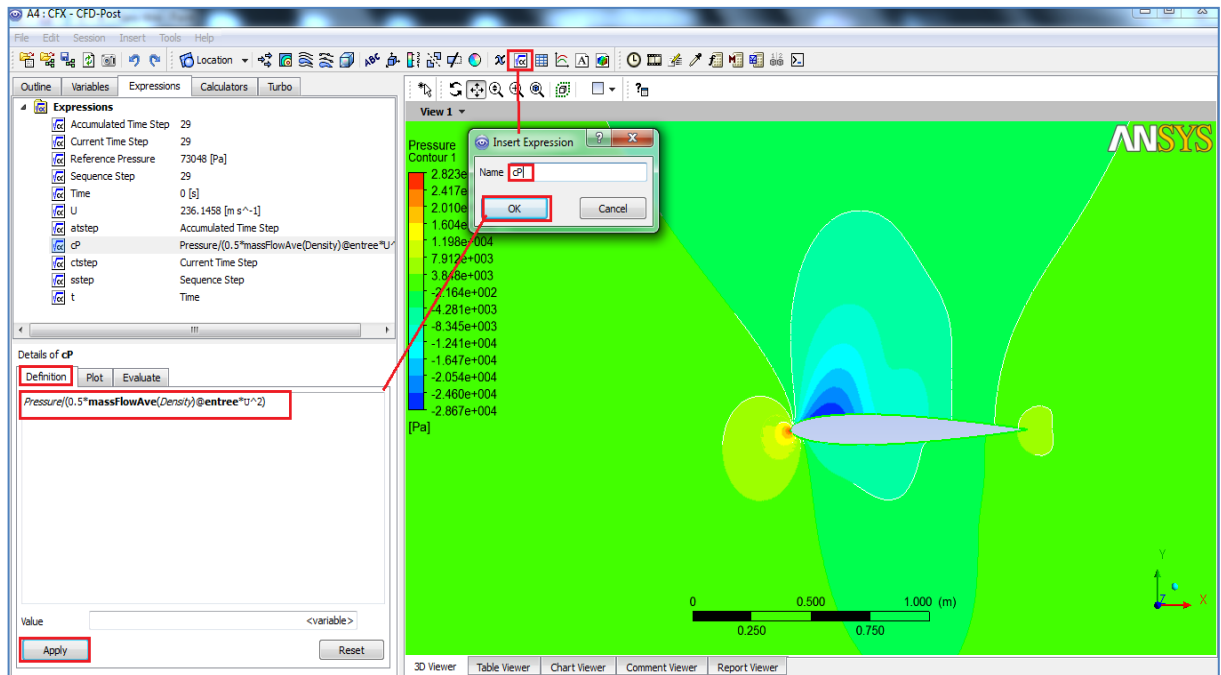 A4 : CFX - CFD-Post
File Edit Session Insert Tools Help
Location
Outline Variables Expressions Calculators Turbo
Expressions
Accumulated Time Step 29
Current Time Step 29
Reference Pressure 73048 [Pa]
Sequence Step 29
Time 0 [s]
U 236.1458 [m s^-1]
atstep Accumulated Time Step
cP Pressure/(0.5*massFlowAve(Density)@entree*U^
ctstep Current Time Step
sstep Sequence Step
t Time
Details of cP
Definition Plot Evaluate
Pressure/(0.5*massFlowAve(Density)@entree*U^2)
Value <variable>
Apply Reset
View 1
Pressure
Contour 1
2.823e
2.417e
2.010e
1.604e
1.198e+004
7.912e+003
3.848e+003
-2.164e+002
-4.281e+003
-8.345e+003
-1.241e+004
-1.647e+004
-2.054e+004
-2.460e+004
-2.867e+004
[Pa]
Insert Expression
Name cP
OK Cancel
ANSYS
0 0.500 1.000 (m)
0.250 0.750
Y
Z X
3D Viewer Table Viewer Chart Viewer Comment Viewer Report Viewer